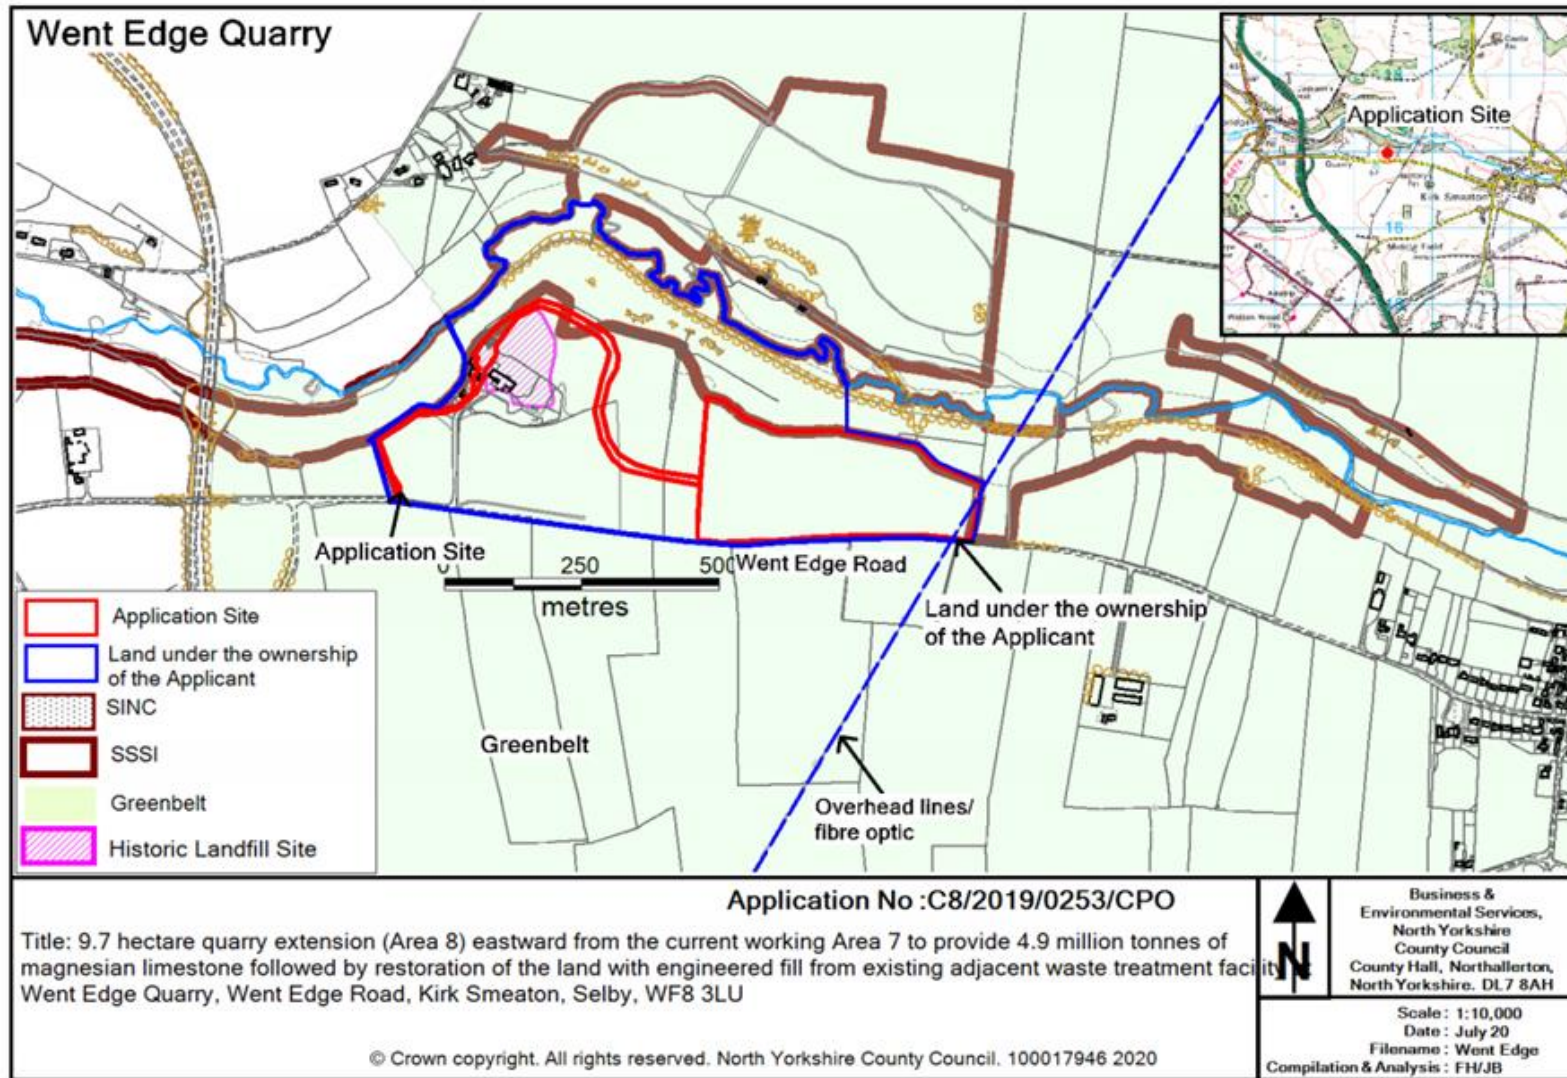 Went Edge Quarry
Application Site
Kirk Smeaton
Quarry
16
Application Site
0
250
500
metres
Went Edge Road
Land under the ownership
of the Applicant
Greenbelt
Overhead lines/
fibre optic
Application Site
Land under the ownership
of the Applicant
SINC
SSSI
Greenbelt
Historic Landfill Site
Application No :C8/2019/0253/CPO
Title: 9.7 hectare quarry extension (Area 8) eastward from the current working Area 7 to provide 4.9 million tonnes of
magnesian limestone followed by restoration of the land with engineered fill from existing adjacent waste treatment facility
Went Edge Quarry, Went Edge Road, Kirk Smeaton, Selby, WF8 3LU
© Crown copyright. All rights reserved. North Yorkshire County Council. 100017946 2020
N
Business &
Environmental Services,
North Yorkshire
County Council
County Hall, Northallerton,
North Yorkshire. DL7 8AH
Scale : 1:10,000
Date : July 20
Filename : Went Edge
Compilation & Analysis : FH/JB